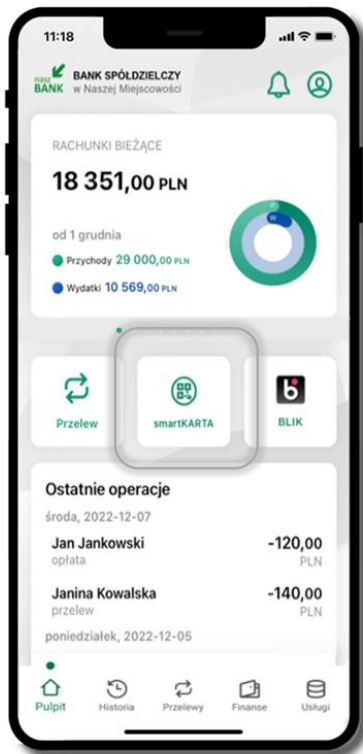 11:18
nasz BANK
BANK SPÓŁDZIELCZY
w Naszej Miejscowości
RACHUNKI BIEŻĄCE
18 351,00 PLN
od 1 grudnia
Przychody 29 000,00 PLN
Wydatki 10 569,00 PLN
P
W
Przelew
smartKARTA
BLIK
Ostatnie operacje
środa, 2022-12-07
Jan Jankowski -120,00
opłata PLN
Janina Kowalska -140,00
przelew PLN
poniedziałek, 2022-12-05
Pulpit Historia Przelewy Finanse Usługi